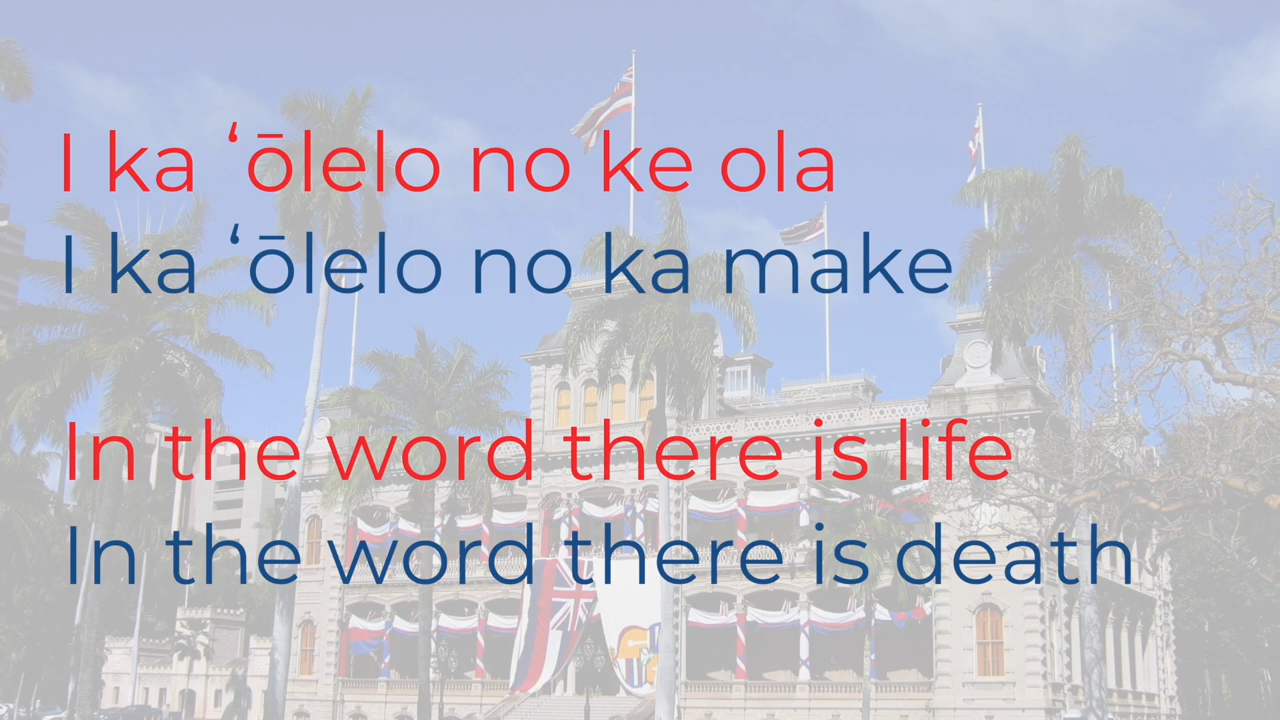 I ka ʻōlelo no ke ola
I ka ʻōlelo no ka make
In the word there is life
In the word there is death